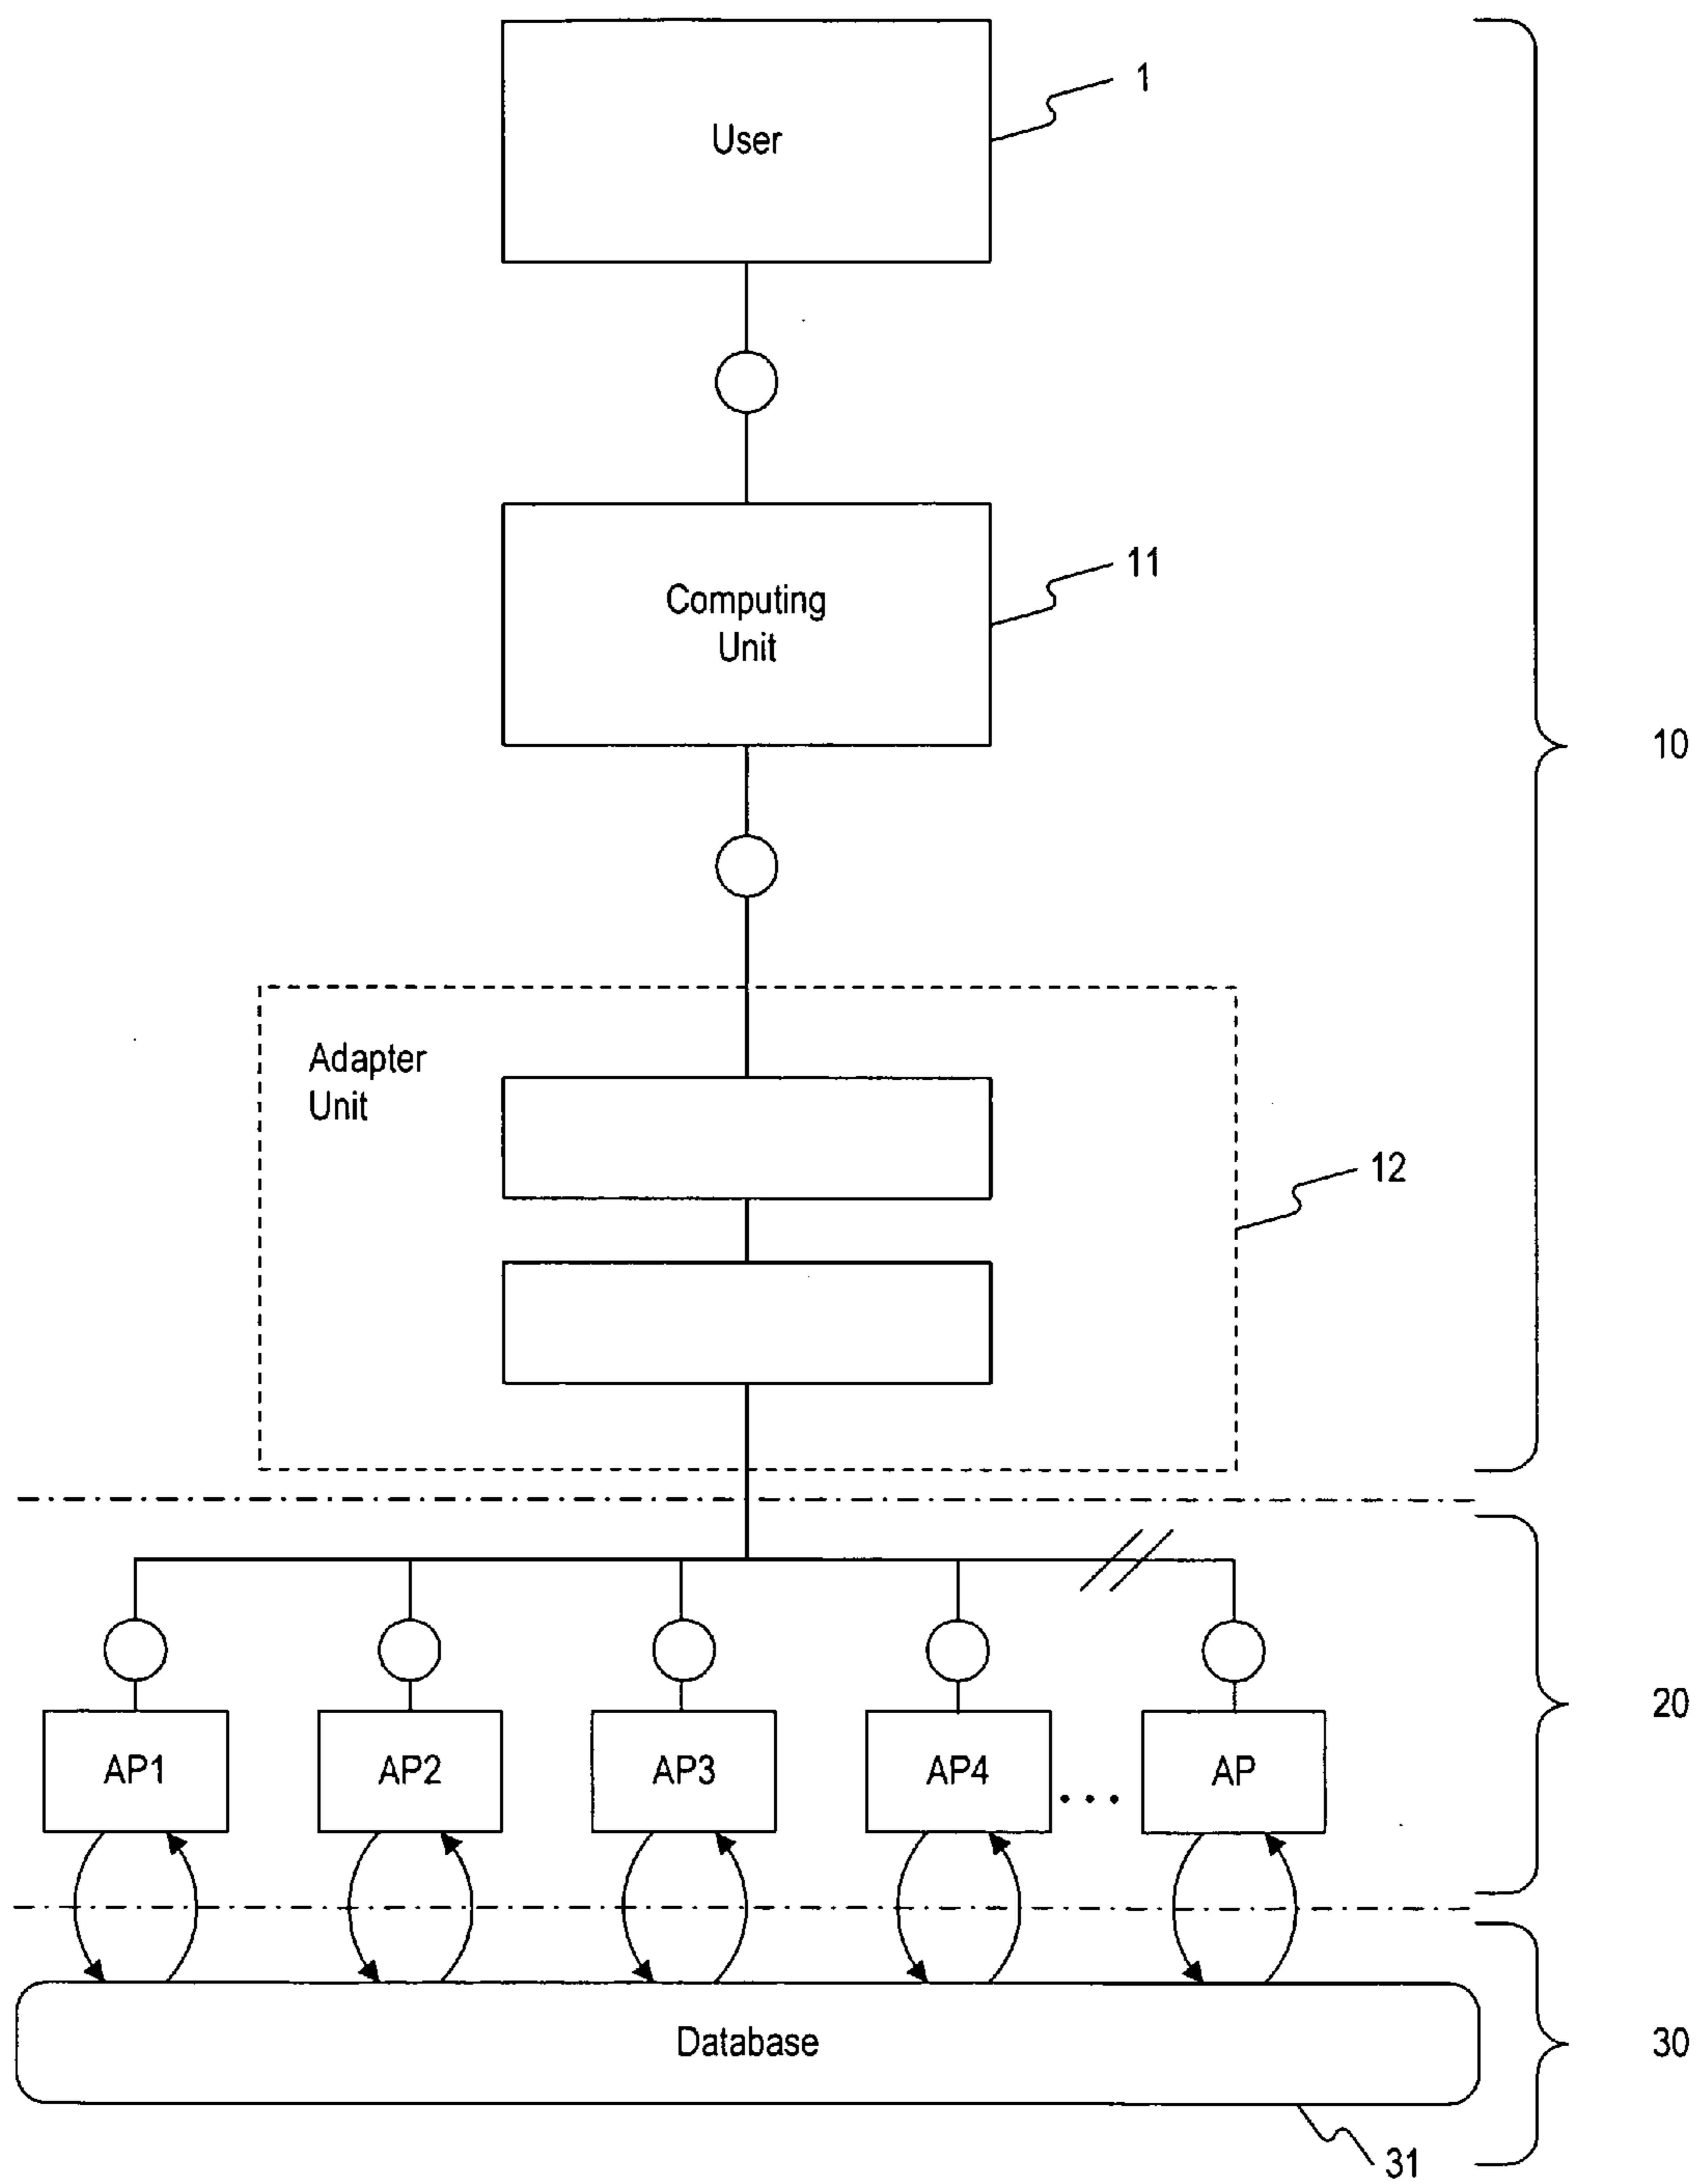 1
User
11
Computing
Unit
10
Adapter
Unit
12
20
AP1 AP2 AP3 AP4 ... AP
Database
30
31